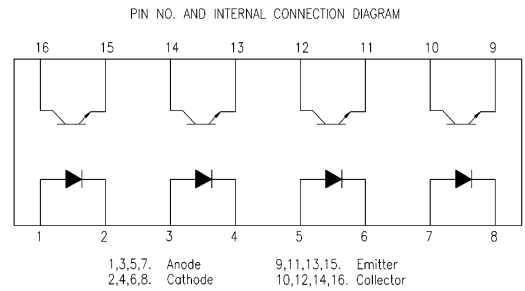 PIN NO. AND INTERNAL CONNECTION DIAGRAM
16 15 14 13 12 11 10 9
1 2 3 4 5 6 7 8
1,3,5,7. Anode 9,11,13,15. Emitter
2,4,6,8. Cathode 10,12,14,16. Collector